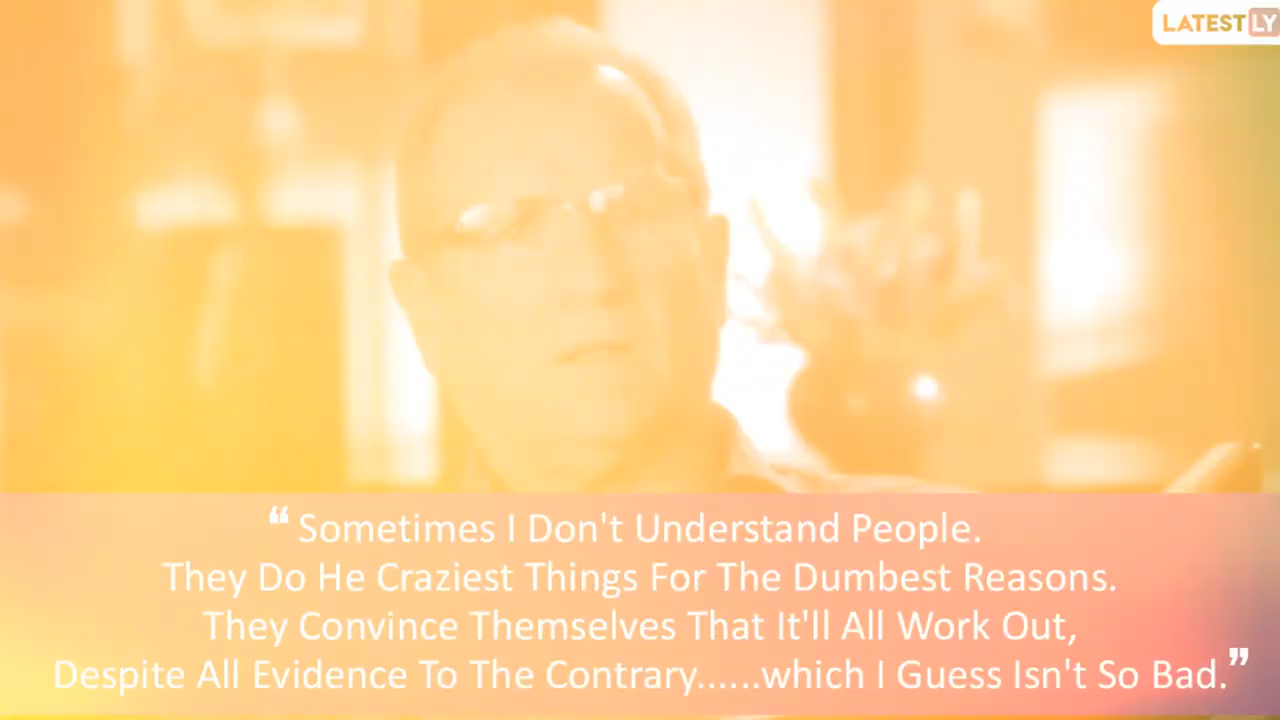 LATESTLY
“Sometimes I Don't Understand People.
They Do He Craziest Things For The Dumbest Reasons.
They Convince Themselves That It'll All Work Out,
Despite All Evidence To The Contrary......which I Guess Isn't So Bad.”